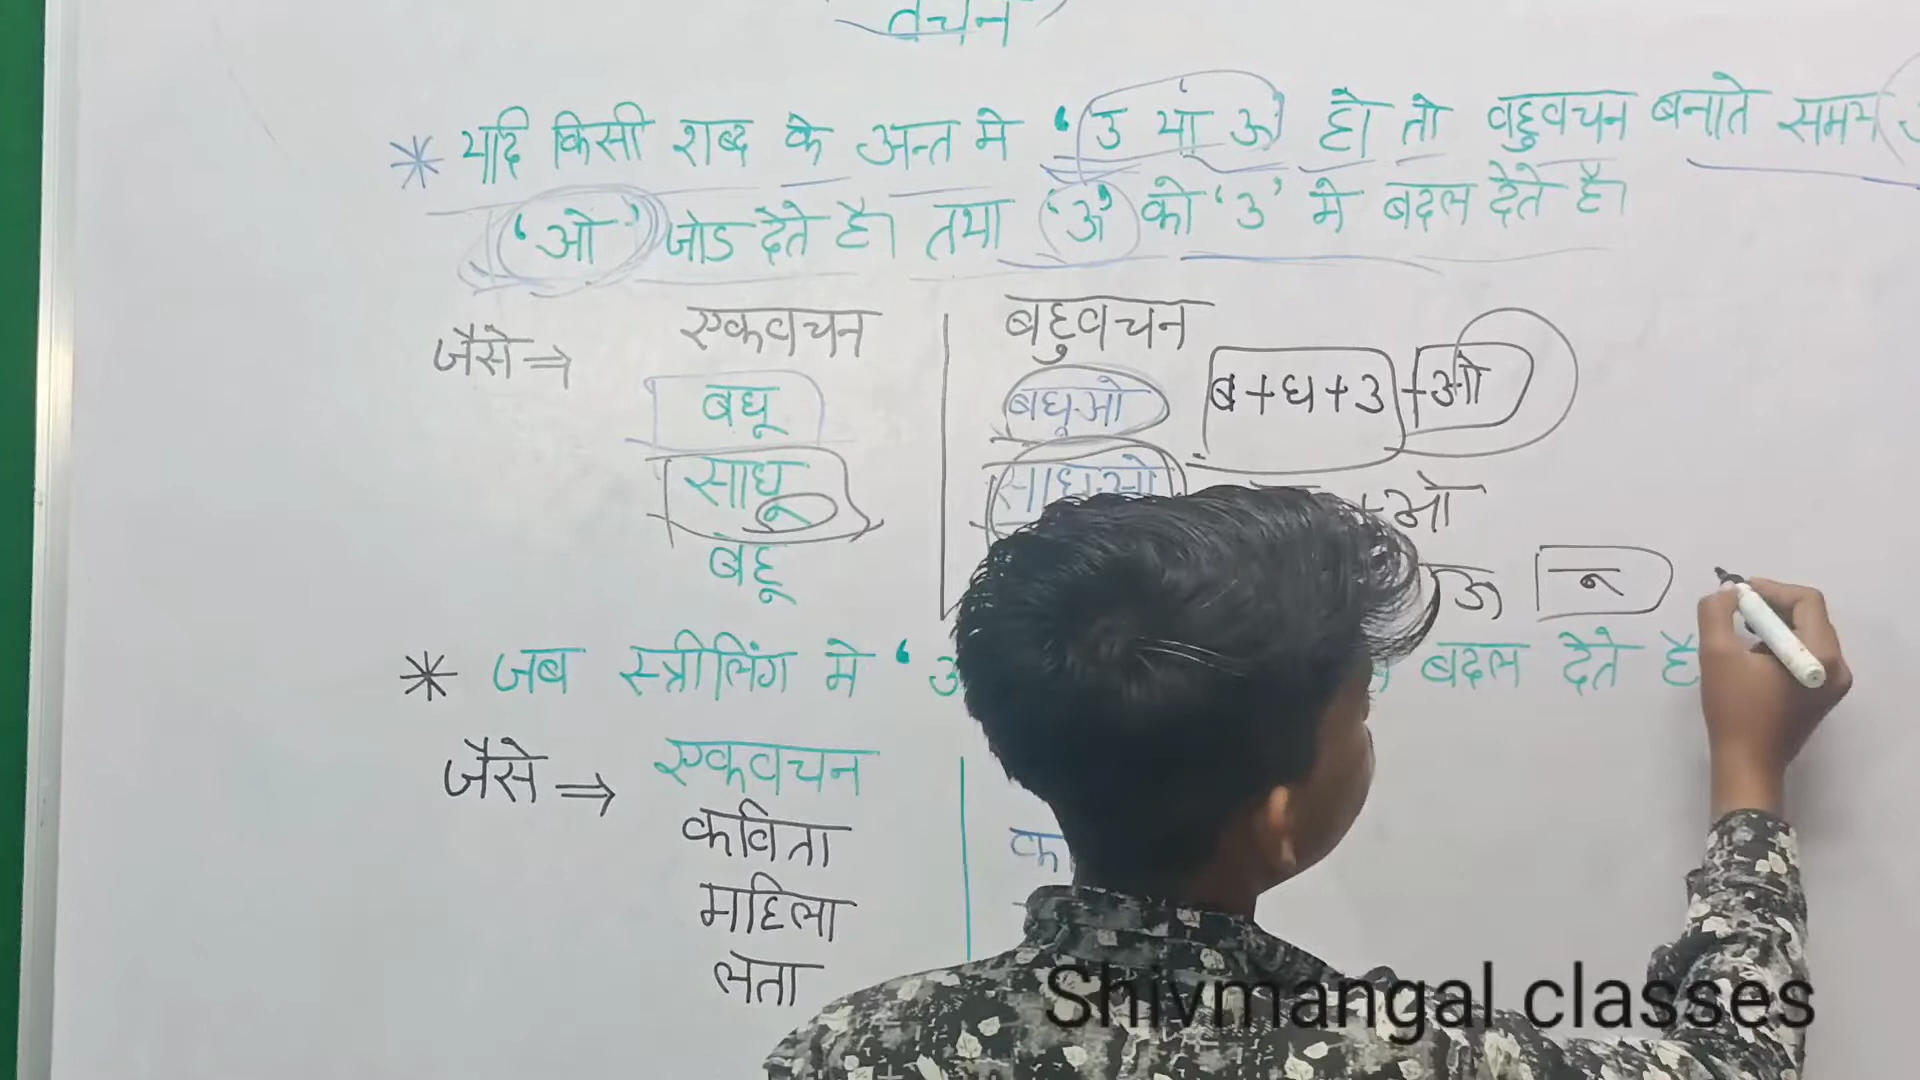 वचन
* यदि किसी शब्द के अन्त मे ‘उ यां ऊ’ हो तो वहुवचन बनाते समय
‘ओ’ जोड देते है। तथा ‘ऊ’ को ‘उ’ मे बदल देते है।
जैसे ⇒ एकवचन बहुवचन
बधू बधुओ ब+ध+उ+ओ
साधू साधुओ +ओ
बहू ऊ ू
* जब स्त्रीलिंग मे ‘ बदल देते है
जैसे ⇒ एकवचन
कविता क
महिला
लता
Shivmangal classes